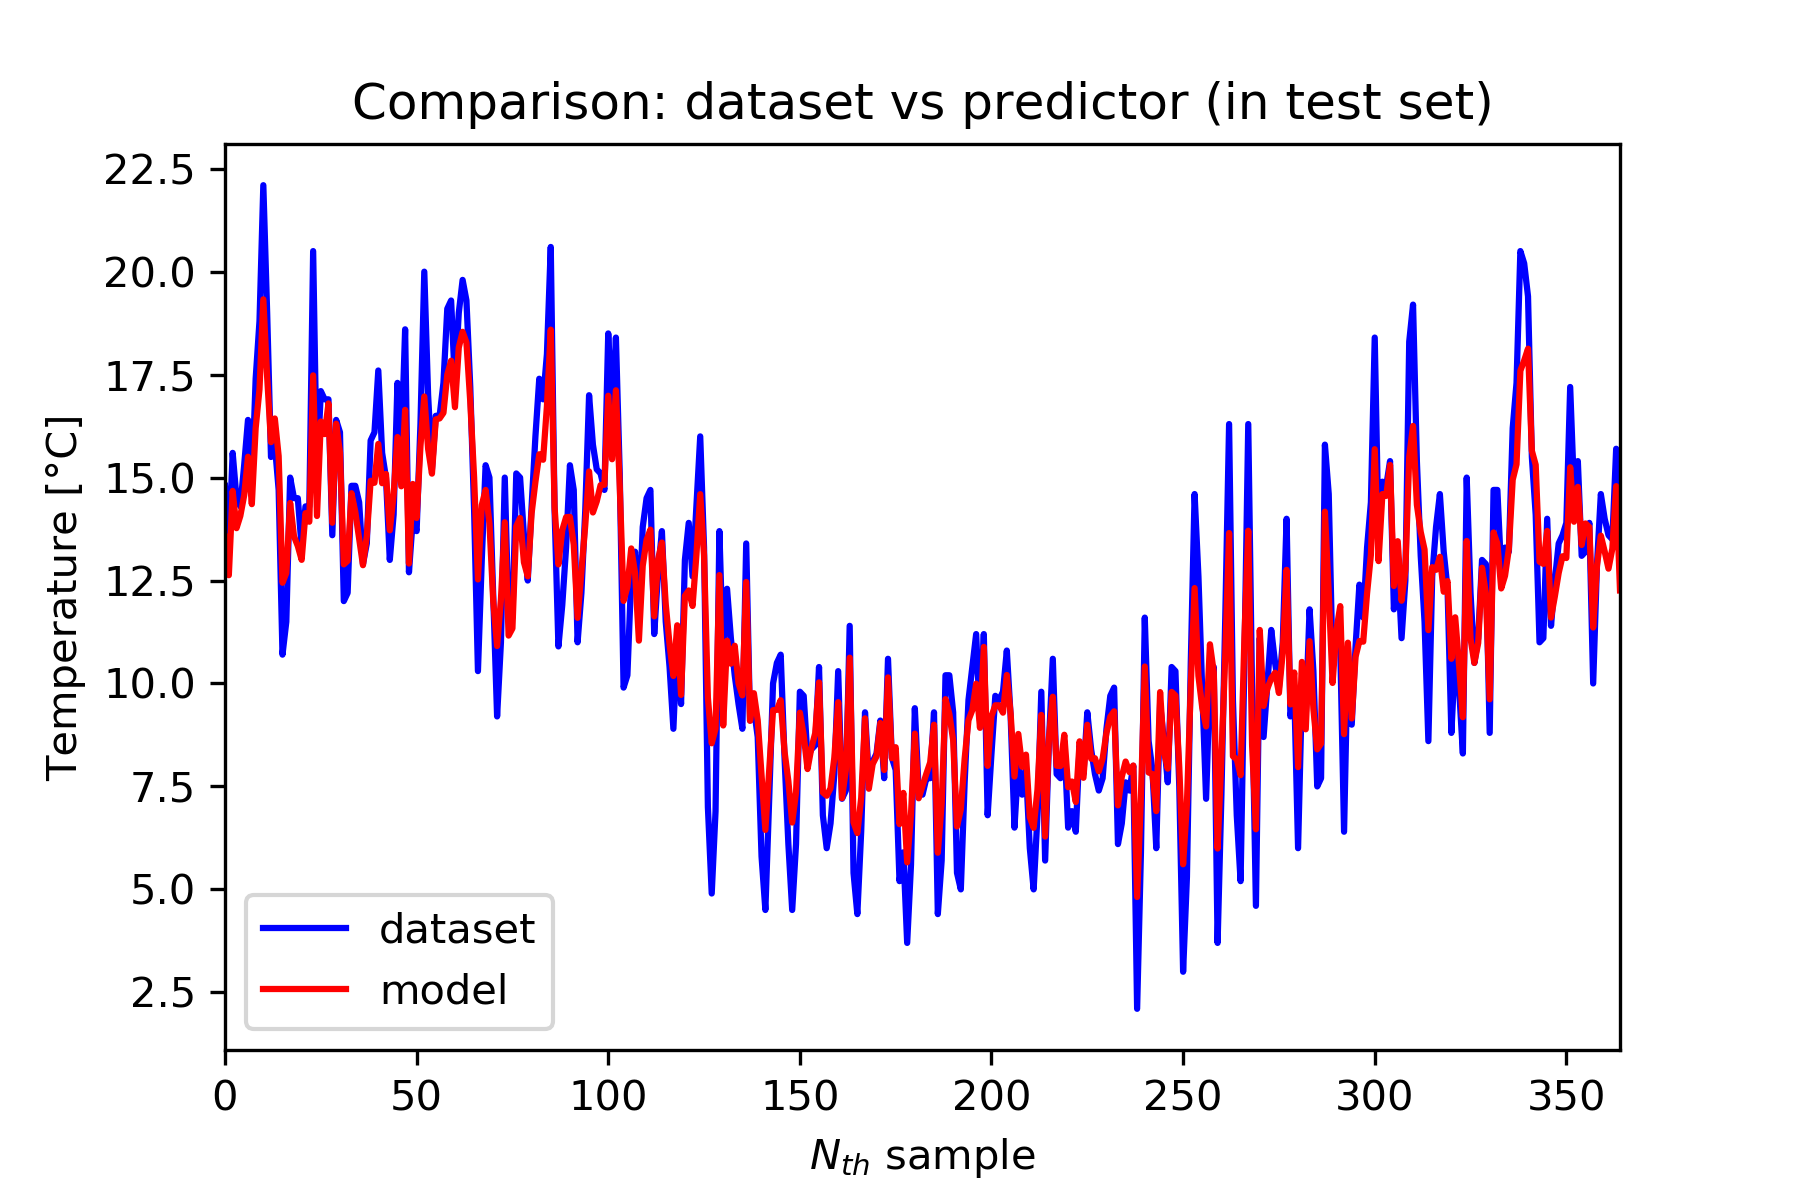 Comparison: dataset vs predictor (in test set)
Temperature [°C]
22.5
20.0
17.5
15.0
12.5
10.0
7.5
5.0
2.5
dataset
model
0 50 100 150 200 250 300 350
Nth sample